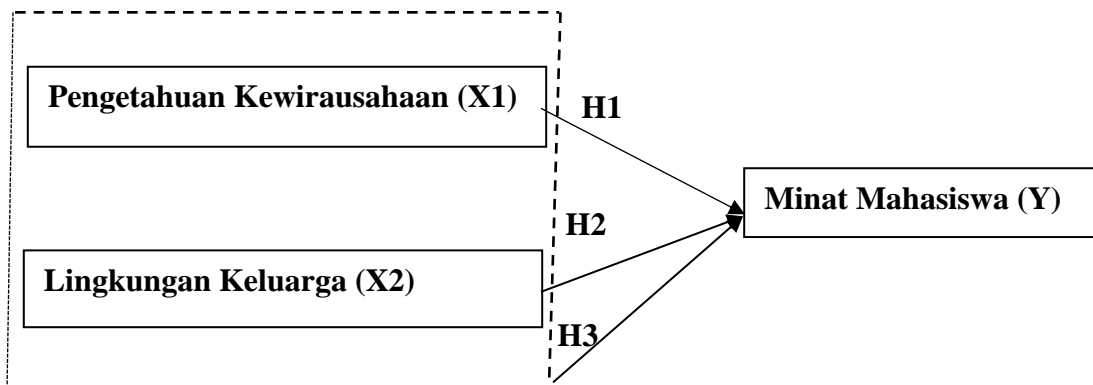 Pengetahuan Kewirausahaan (X1)
H1
Minat Mahasiswa (Y)
H2
Lingkungan Keluarga (X2)
H3